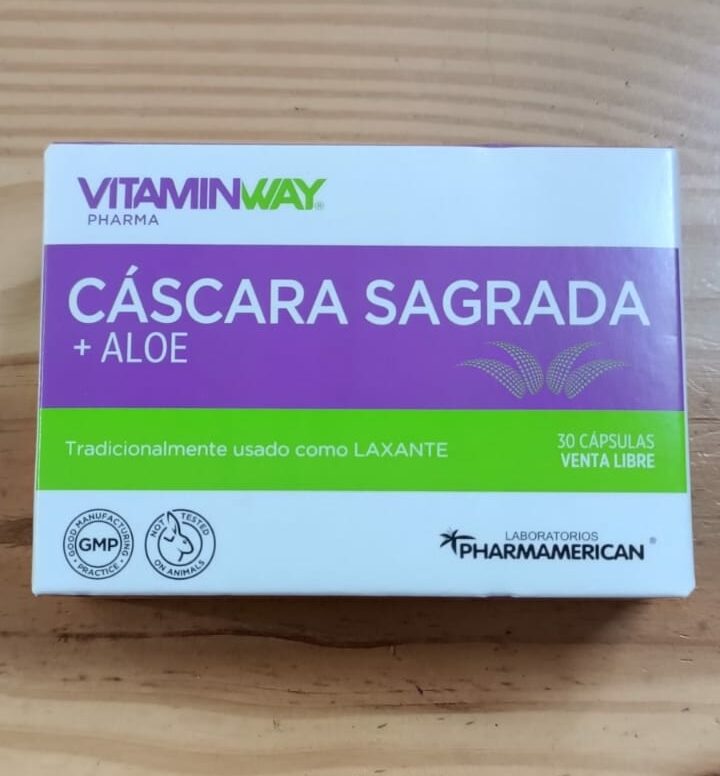 VITAMINWAY®
PHARMA
CÁSCARA SAGRADA
+ ALOE
Tradicionalmente usado como LAXANTE
30 CÁPSULAS
VENTA LIBRE
GOOD MANUFACTURING
GMP
PRACTICE
NOT TESTED
ON ANIMALS
LABORATORIOS
PHARMAMERICAN®